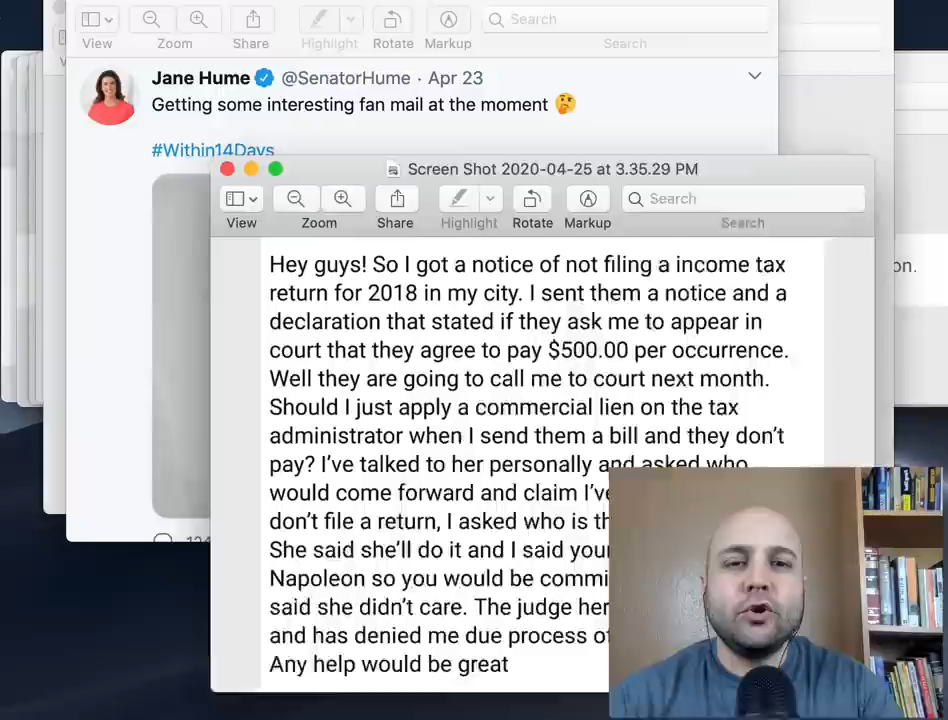 View
Zoom
Share
Highlight
Rotate
Markup
Search
Search
Jane Hume @SenatorHume · Apr 23
Getting some interesting fan mail at the moment 🤔
#Within14Days
Screen Shot 2020-04-25 at 3.35.29 PM
View
Zoom
Share
Highlight
Rotate
Markup
Search
Search
on.
Hey guys! So I got a notice of not filing a income tax
return for 2018 in my city. I sent them a notice and a
declaration that stated if they ask me to appear in
court that they agree to pay $500.00 per occurrence.
Well they are going to call me to court next month.
Should I just apply a commercial lien on the tax
administrator when I send them a bill and they don't
pay? I've talked to her personally and asked who
would come forward and claim I've
don't file a return, I asked who is th
She said she'll do it and I said your
Napoleon so you would be commi
said she didn't care. The judge her
and has denied me due process of
Any help would be great